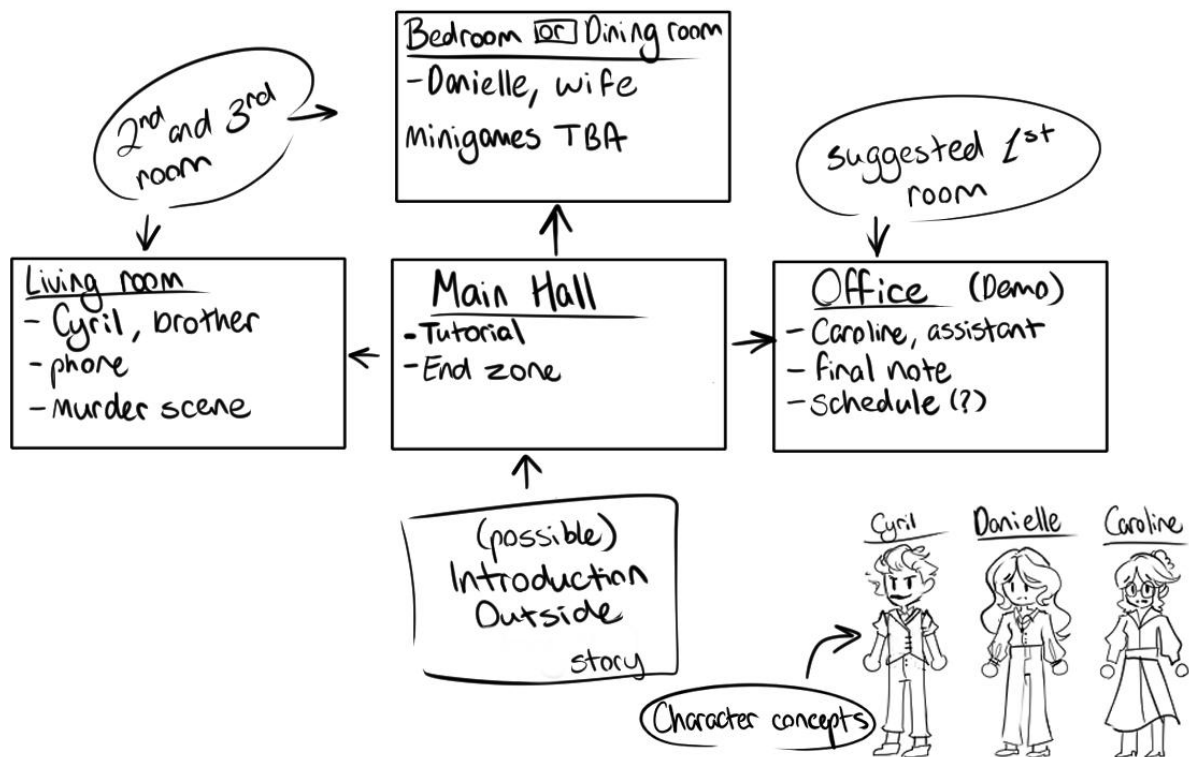 Bedroom or Dining room
-Danielle, wife
Minigames TBA
2nd and 3rd
room
suggested 1st
room
Living room
- Cyril, brother
- phone
- Murder scene
Main Hall
- Tutorial
- End zone
Office (Demo)
- Caroline, assistant
- final note
- schedule (?)
(possible)
Introduction
Outside
story
Cyril
Danielle
Caroline
Character concepts